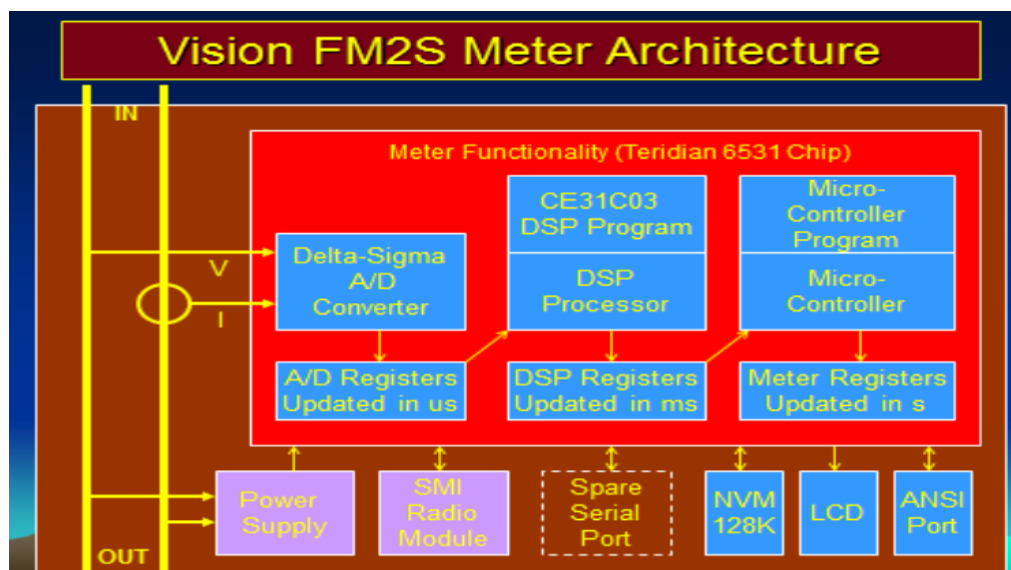 Vision FM2S Meter Architecture
IN
Meter Functionality (Teridian 6531 Chip)
Delta-Sigma
A/D
Converter
CE31C03
DSP Program
DSP
Processor
Micro-
Controller
Program
Micro-
Controller
V
I
A/D Registers
Updated in us
DSP Registers
Updated in ms
Meter Registers
Updated in s
Power
Supply
SMI
Radio
Module
Spare
Serial
Port
NVM
128K
LCD
ANSI
Port
OUT